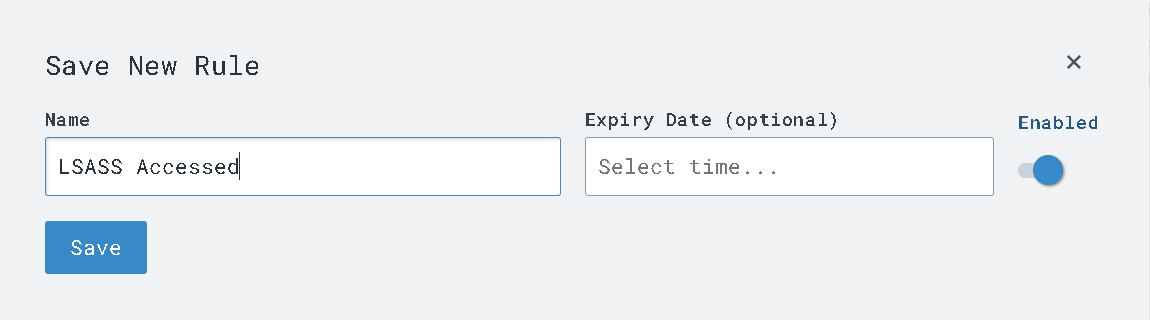 Save New Rule
Name
Expiry Date (optional)
Enabled
LSASS Accessed
Select time...
Save